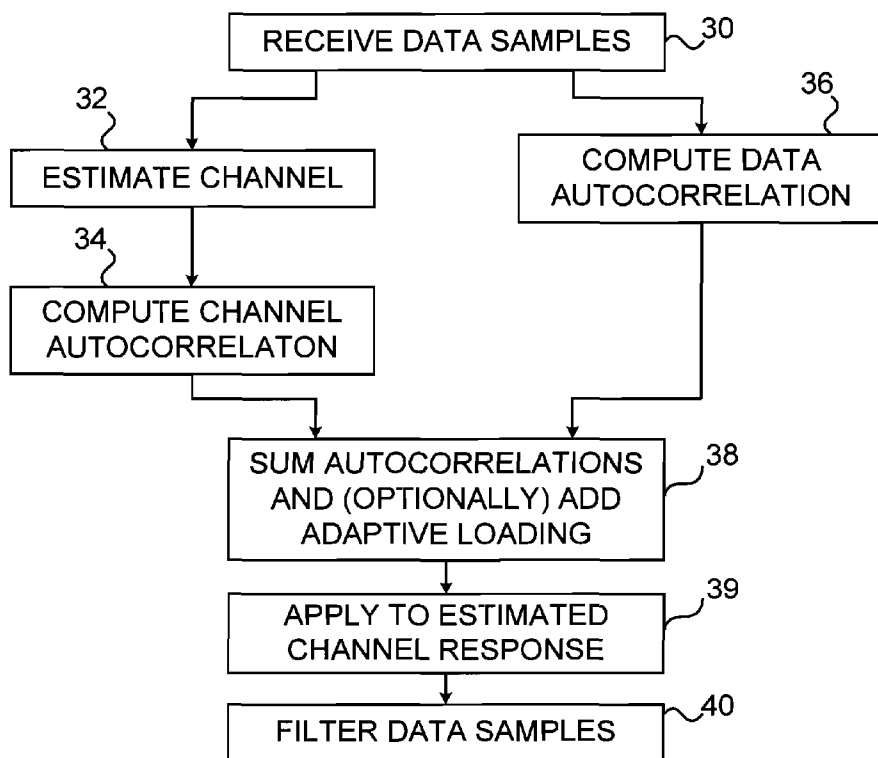 RECEIVE DATA SAMPLES
30
32
ESTIMATE CHANNEL
36
COMPUTE DATA
AUTOCORRELATION
34
COMPUTE CHANNEL
AUTOCORRELATON
SUM AUTOCORRELATIONS
AND (OPTIONALLY) ADD
ADAPTIVE LOADING
38
APPLY TO ESTIMATED
CHANNEL RESPONSE
39
FILTER DATA SAMPLES
40